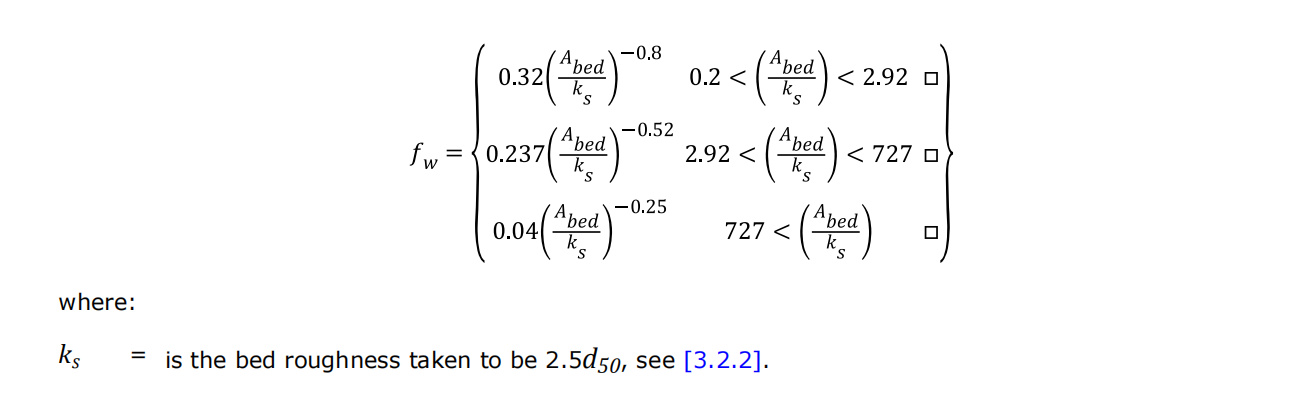 f_w = { 0.32(A_bed/k_s)^−0.8 0.2 < (A_bed/k_s) < 2.92 □
0.237(A_bed/k_s)^−0.52 2.92 < (A_bed/k_s) < 727 □
0.04(A_bed/k_s)^−0.25 727 < (A_bed/k_s) □ }
where:
k_s = is the bed roughness taken to be 2.5d_50, see [3.2.2].